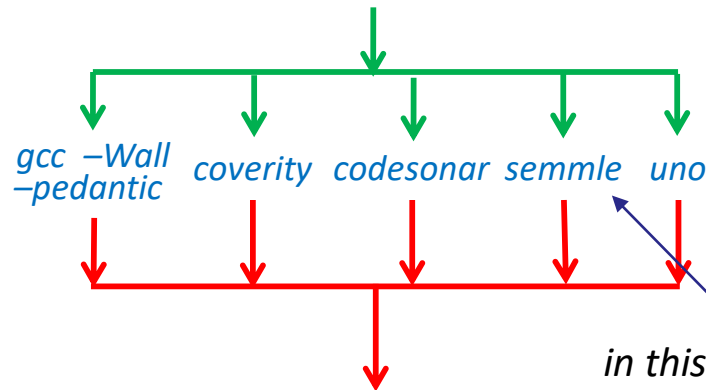 gcc –Wall
–pedantic
coverity
codesonar
semmle
uno
in this